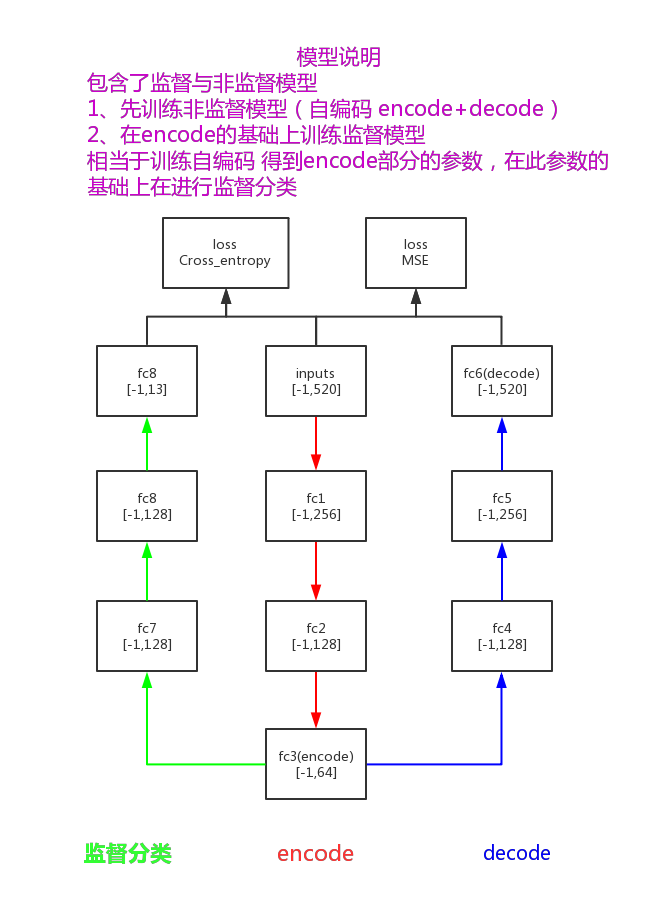 模型说明
包含了监督与非监督模型
1、先训练非监督模型（自编码 encode+decode）
2、在encode的基础上训练监督模型
相当于训练自编码 得到encode部分的参数，在此参数的
基础上在进行监督分类
loss
Cross_entropy
loss
MSE
fc8
[-1,13]
inputs
[-1,520]
fc6(decode)
[-1,520]
fc8
[-1,128]
fc1
[-1,256]
fc5
[-1,256]
fc7
[-1,128]
fc2
[-1,128]
fc4
[-1,128]
fc3(encode)
[-1,64]
监督分类
encode
decode